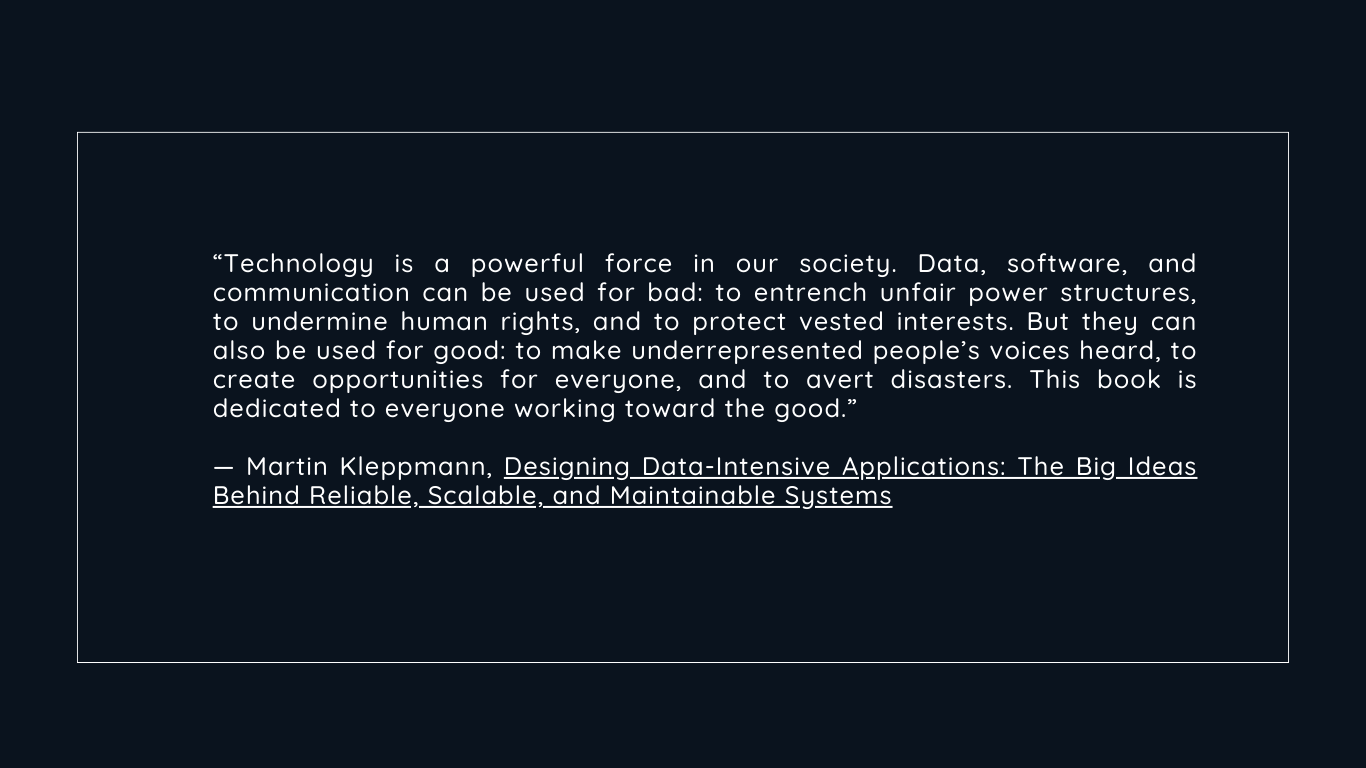 “Technology is a powerful force in our society. Data, software, and
communication can be used for bad: to entrench unfair power structures,
to undermine human rights, and to protect vested interests. But they can
also be used for good: to make underrepresented people’s voices heard, to
create opportunities for everyone, and to avert disasters. This book is
dedicated to everyone working toward the good.”
— Martin Kleppmann, Designing Data-Intensive Applications: The Big Ideas
Behind Reliable, Scalable, and Maintainable Systems